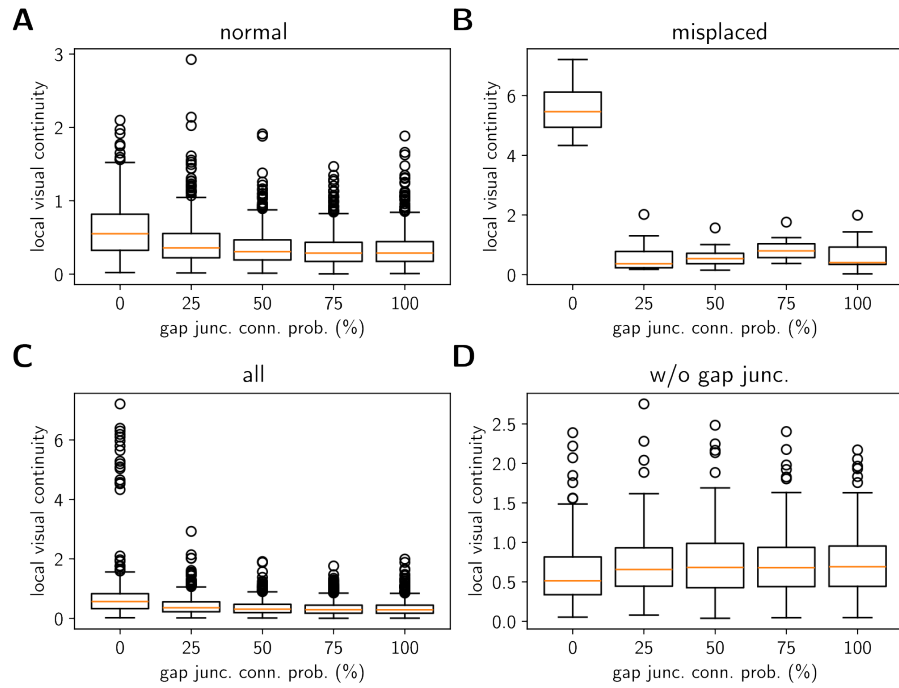 A
normal
local visual continuity
3
2
1
0
0 25 50 75 100
gap junc. conn. prob. (%)
B
misplaced
local visual continuity
6
4
2
0
0 25 50 75 100
gap junc. conn. prob. (%)
C
all
local visual continuity
6
4
2
0
0 25 50 75 100
gap junc. conn. prob. (%)
D
w/o gap junc.
local visual continuity
2.5
2.0
1.5
1.0
0.5
0.0
0 25 50 75 100
gap junc. conn. prob. (%)